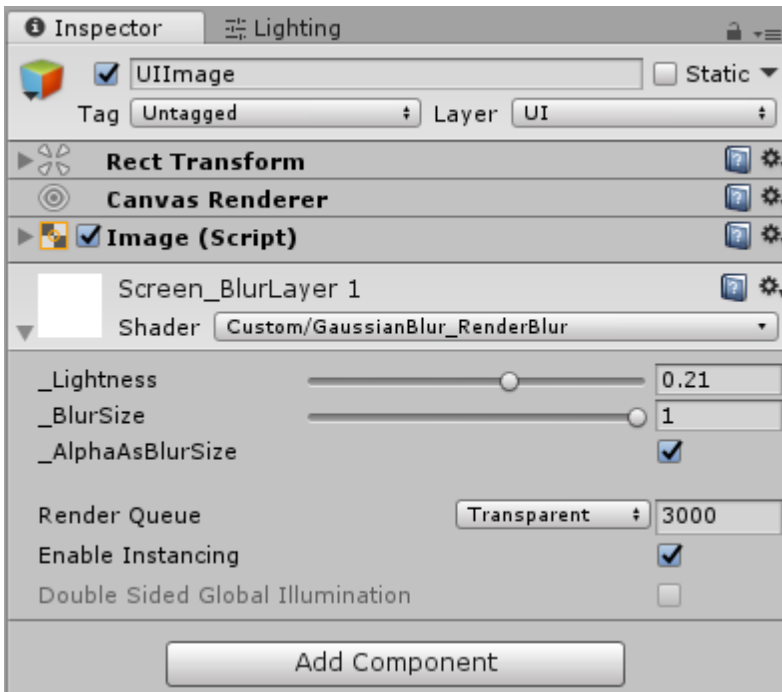 Inspector Lighting
UIImage Static
Tag Untagged Layer UI
Rect Transform
Canvas Renderer
Image (Script)
Screen_BlurLayer 1
Shader Custom/GaussianBlur_RenderBlur
_Lightness 0.21
_BlurSize 1
_AlphaAsBlurSize
Render Queue Transparent 3000
Enable Instancing
Double Sided Global Illumination
Add Component